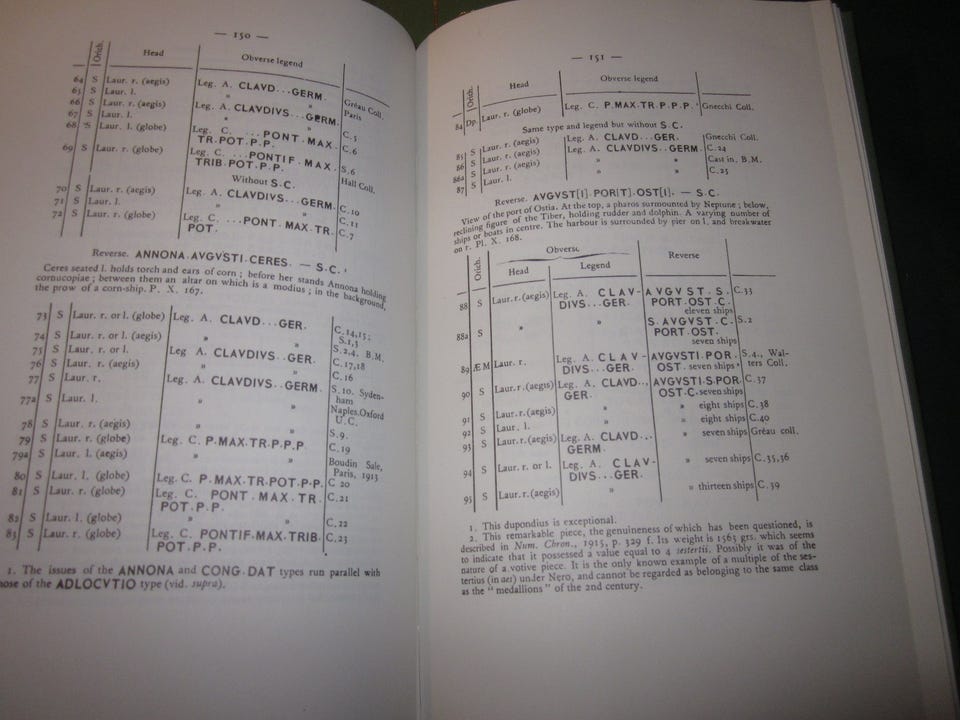 — 150 —
Orich. Head Obverse legend
64 S Laur. r. (aegis) Leg. A. CLAVD...GERM.
65 S Laur. l. " " Gréau Coll. Paris
66 S Laur. r. (aegis) Leg. A. CLAVDIVS...GERM.
67 S Laur. l. " "
68 S Laur. l. (globe) Leg. C. ...PONT.MAX. C.5
TR.POT.P.P. C.6
69 S Laur. r. (globe) Leg. C. ...PONTIF.MAX. S.6
TRIB.POT.P.P. Hall Coll.
Without S.C.
70 S Laur. r. (aegis) Leg. A. CLAVDIVS...GERM. C.10
71 S Laur. l. " " C.11
72 S Laur. r. (globe) Leg. C. ...PONT.MAX.TR. C.7
POT.
Reverse. ANNONA.AVGVSTI.CERES. — S.C.¹
Ceres seated l. holds torch and ears of corn; before her stands Annona holding
cornucopiae; between them an altar on which is a modius; in the background,
the prow of a corn-ship. P. X. 167.
73 S Laur. r. or l. (globe) Leg. A. CLAVD...GER. C.14,15; S.1,3
74 S Laur. r. or l. (aegis) " " S.2,4. B.M.
75 S Laur. r. or l. Leg. A. CLAVDIVS...GER. C.17,18
76 S Laur. r. (aegis) " " C.16
77 S Laur. r. Leg. A. CLAVDIVS...GERM. S.10. Sydenham
77a S Laur. l. " " Naples.Oxford U.C.
78 S Laur. r. (aegis) " " S.9.
79 S Laur. r. (globe) Leg. C. P.MAX.TR.P.P.P. C.19
79a S Laur. l. (aegis) " " Boudin Sale, Paris, 1913
80 S Laur. l. (globe) Leg. C. P.MAX.TR.POT.P.P. C 20
81 S Laur. r. (globe) Leg. C. PONT.MAX.TR. C.21
POT.P.P.
82 S Laur. l. (globe) " " C.22
83 S Laur. r. (globe) Leg. C. PONTIF.MAX.TRIB. C.23
POT.P.P.
1. The issues of the ANNONA and CONG.DAT types run parallel with
those of the ADLOCVTIO type (vid. supra).
— 151 —
Orich. Head Obverse legend
84 Dp. Laur. r. (globe) Leg. C. P.MAX.TR.P.P.P.¹ Gnecchi Coll.
Same type and legend but without S.C.
85 S Laur. r. (aegis) Leg. A. CLAVD...GER. Gnecchi Coll.
86 S Laur. r. (aegis) Leg. A. CLAVDIVS..GERM. C.24
86a S Laur. r. (aegis) " " Cast in. B.M.
87 S Laur. l. " " C.25
Reverse. AVGVST[I]. POR[T]. OST[I]. — S.C.
View of the port of Ostia. At the top, a pharos surmounted by Neptune; below,
reclining figure of the Tiber, holding rudder and dolphin. A varying number of
ships or boats in centre. The harbour is surrounded by pier on l. and breakwater
on r. Pl. X. 168.
Orich. Obverse Reverse
Head Legend
88 S Laur. r. (aegis) Leg. A. CLAV- AVGVST.S. C.33
DIVS...GER. PORT.OST.C.
eleven ships
88a S " " S.AVGVST.C. S.2
PORT.OST.
seven ships
89 Æ M Laur. r. Leg. A. CLAV- AVGVSTI.POR. S.4., Wal-
DIVS...GER. OST. seven ships² ters Coll.
90 S Laur. r. (aegis) Leg. A. CLAVD... AVGVSTI.S.POR. C.37
GER. OST.C. seven ships
91 S Laur. r. (aegis) " " eight ships C.38
92 S Laur. l. " " eight ships C.40
93 S Laur. r. (aegis) Leg. A. CLAVD... " seven ships Gréau coll.
GERM.
94 S Laur. r. or l. Leg. A. CLAV- " seven ships C.35,36
DIVS...GER.
95 S Laur. r. (aegis) " " thirteen ships C.39
1. This dupondius is exceptional.
2. This remarkable piece, the genuineness of which has been questioned, is
described in Num. Chron., 1915, p. 329 f. Its weight is 1563 grs. which seems
to indicate that it possessed a value equal to 4 sestertii. Possibly it was of the
nature of a votive piece. It is the only known example of a multiple of the ses-
tertius (in aes) under Nero, and cannot be regarded as belonging to the same class
as the "medallions" of the 2nd century.